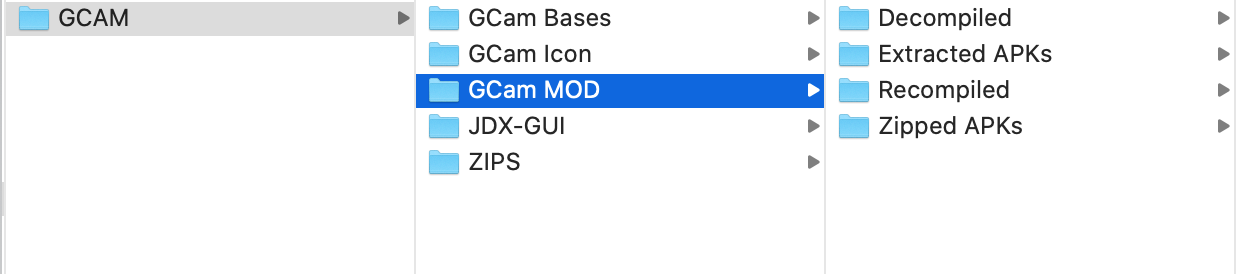 GCAM
GCam Bases
GCam Icon
GCam MOD
JDX-GUI
ZIPS
Decompiled
Extracted APKs
Recompiled
Zipped APKs